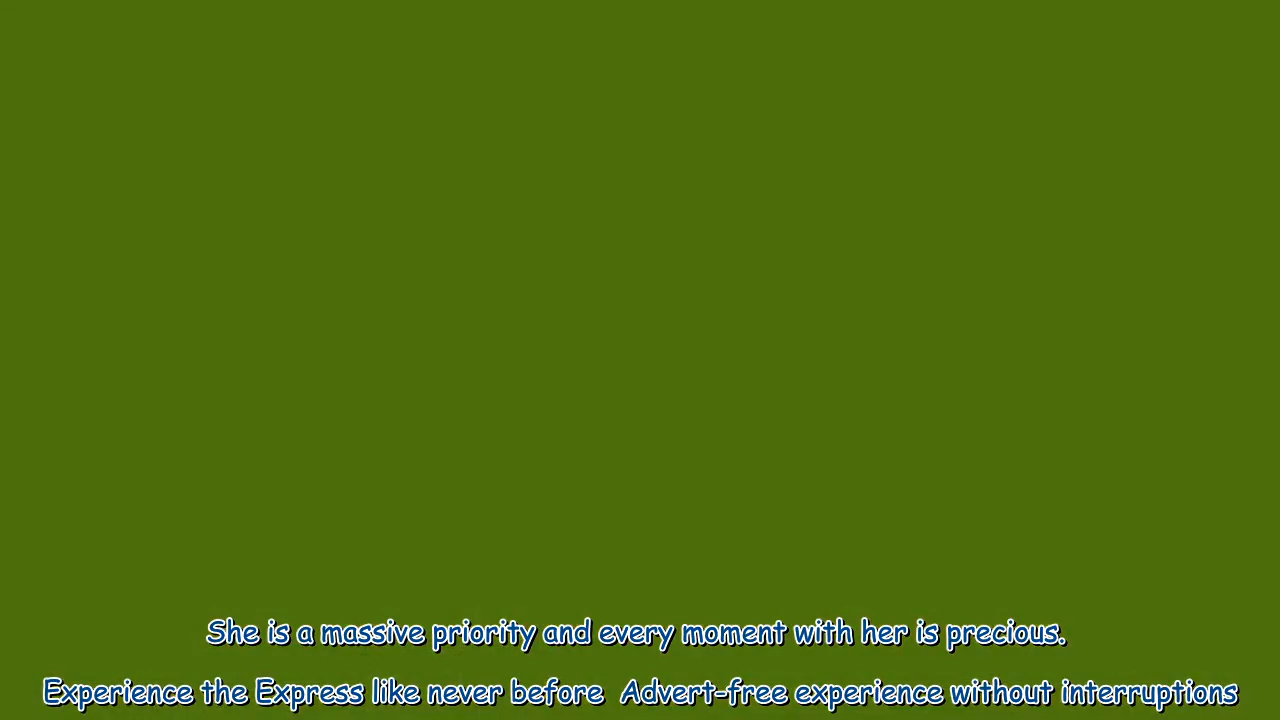 She is a massive priority and every moment with her is precious.
Experience the Express like never before  Advert-free experience without interruptions